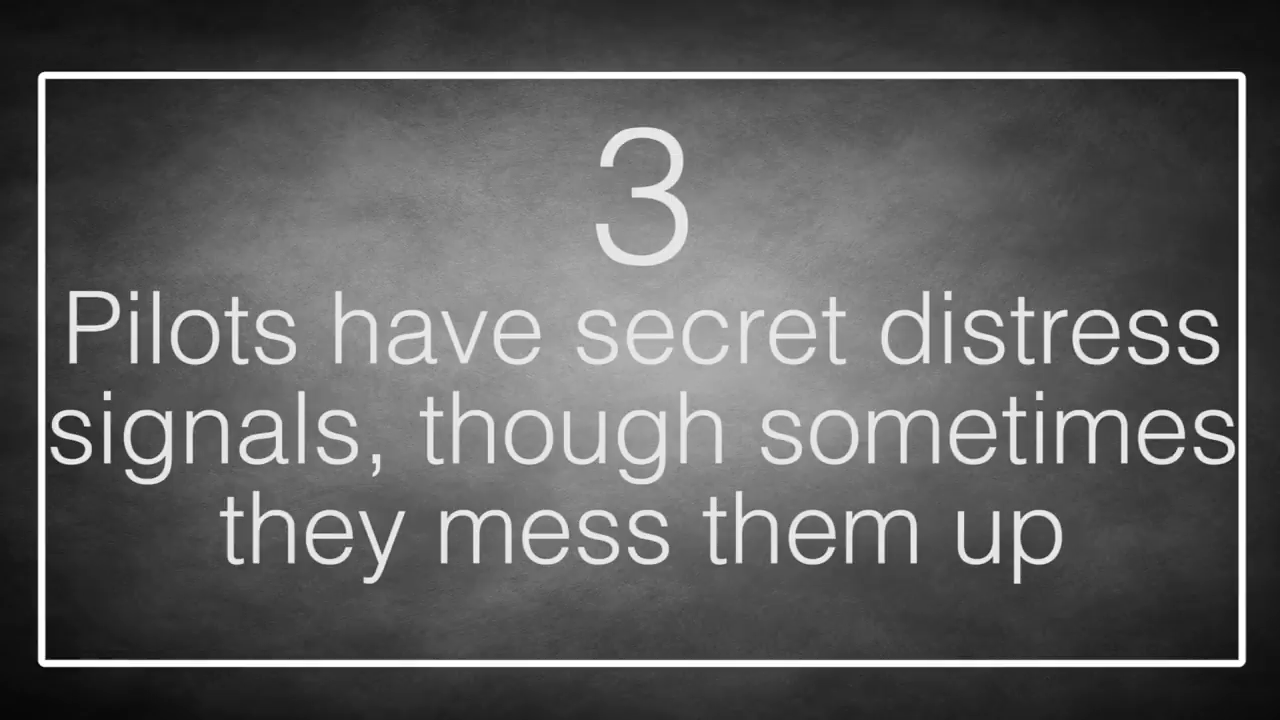 3
Pilots have secret distress
signals, though sometimes
they mess them up